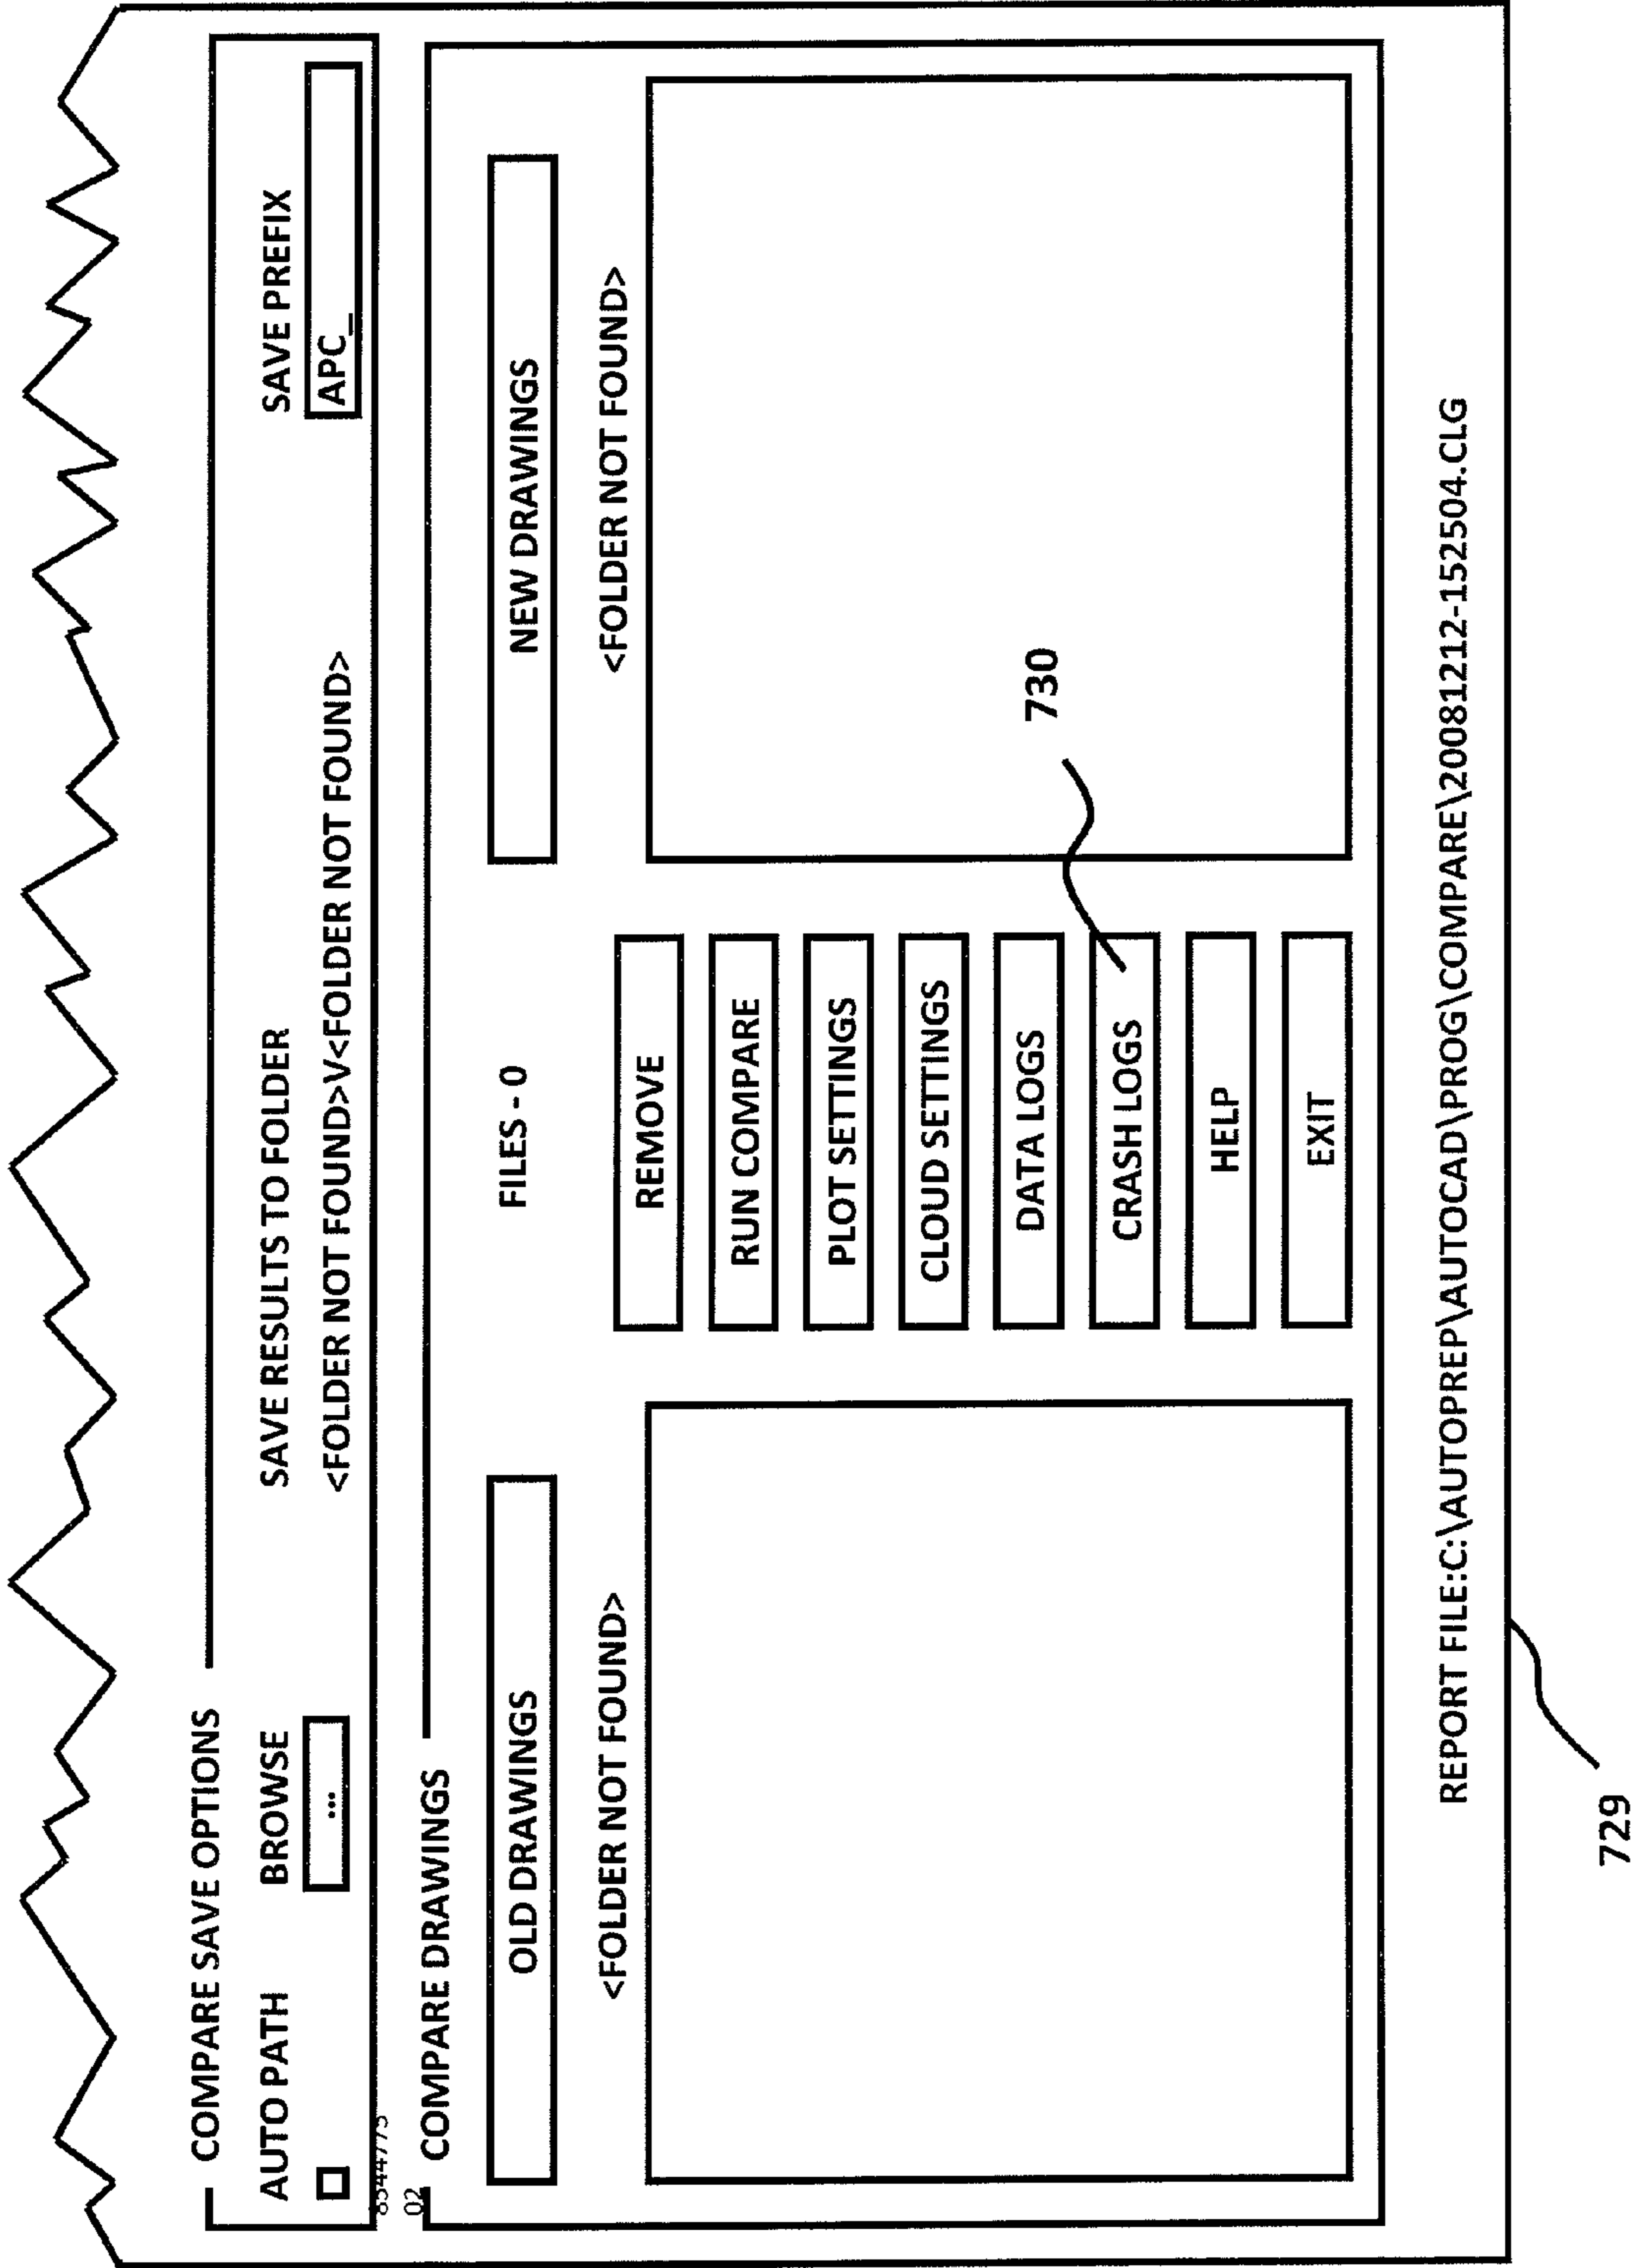 COMPARE SAVE OPTIONS
AUTO PATH BROWSE SAVE RESULTS TO FOLDER SAVE PREFIX
... <FOLDER NOT FOUND>V<FOLDER NOT FOUND> APC_
02
COMPARE DRAWINGS
OLD DRAWINGS FILES - 0 NEW DRAWINGS
<FOLDER NOT FOUND> <FOLDER NOT FOUND>
REMOVE
RUN COMPARE
PLOT SETTINGS
CLOUD SETTINGS
DATA LOGS
730
CRASH LOGS
HELP
EXIT
REPORT FILE:C:\AUTOPREP\AUTOCAD\PROG\COMPARE\20081212-152504.CLG
729